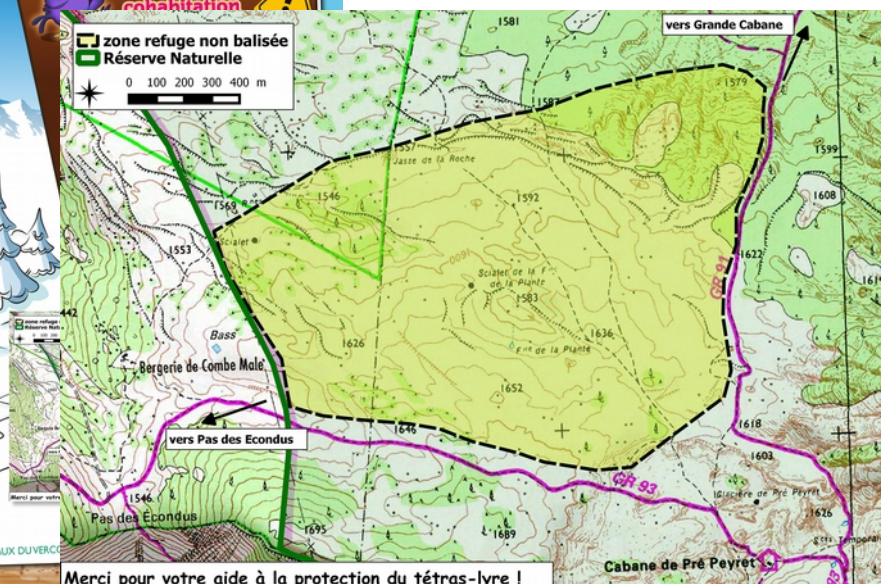 cohabitation
zone refuge non balisée
Réserve Naturelle
0 100 200 300 400 m
vers Grande Cabane
1581
1579
1587
1557
Jasse de la Roche
1599
1608
1546
1592
1569
Scialet
1553
1600
1622
GR 91
Scialet de la F
de la Plante
1583
Bass
1626
1636
Bergerie de Combe Male
F ne de la Plante
1652
vers Pas des Econdus
1646
1618
1603
GR 93
Glacière de Pré Peyret
1546
Pas des Econdus
1626
1695
1689
Cabane de Pré Peyret
Merci pour votre aide à la protection du tétras-lyre !